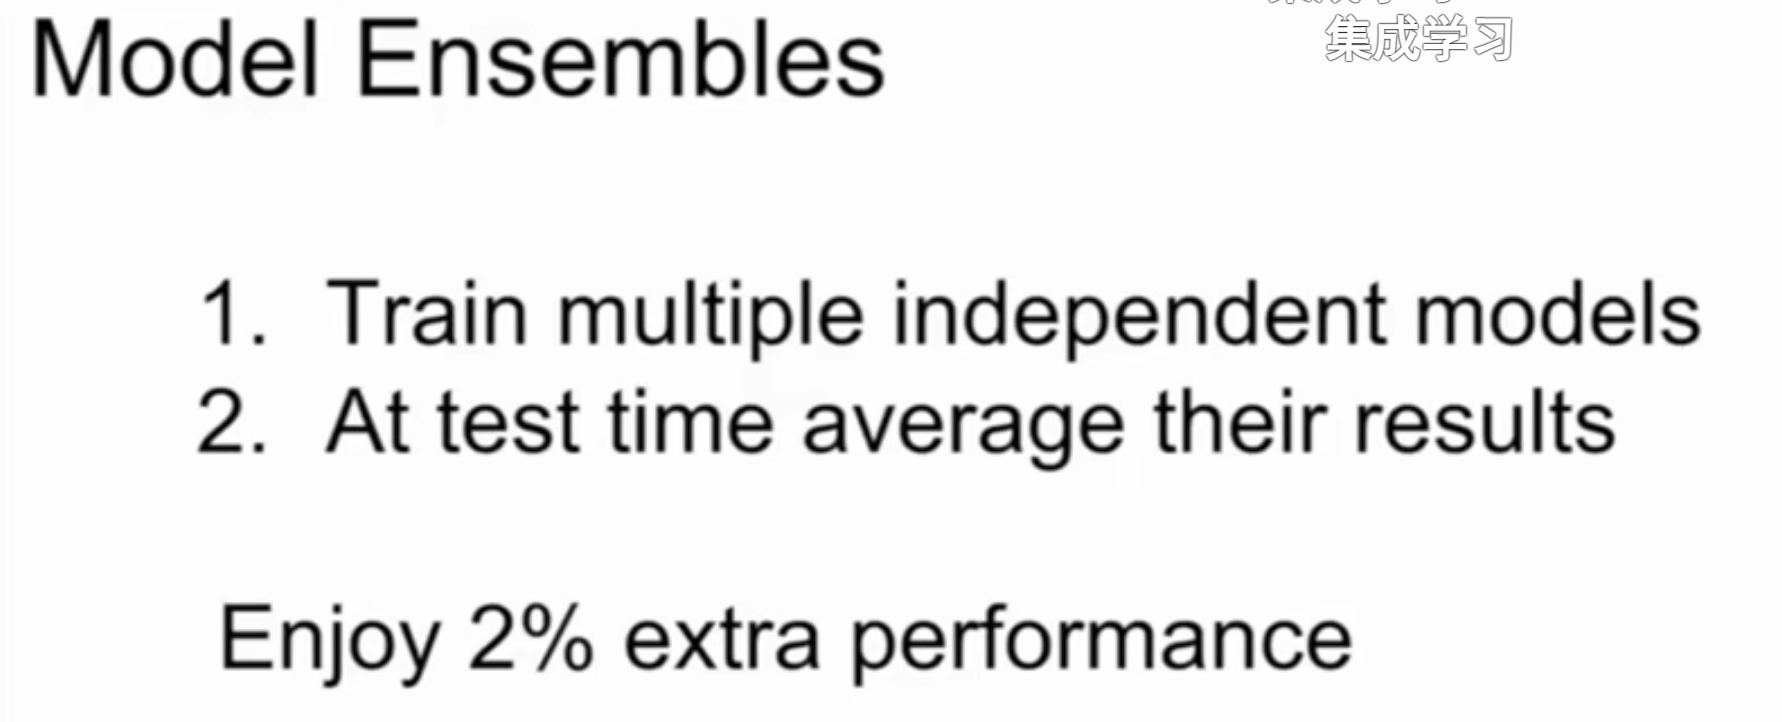 Model Ensembles
集成学习
1. Train multiple independent models
2. At test time average their results
Enjoy 2% extra performance